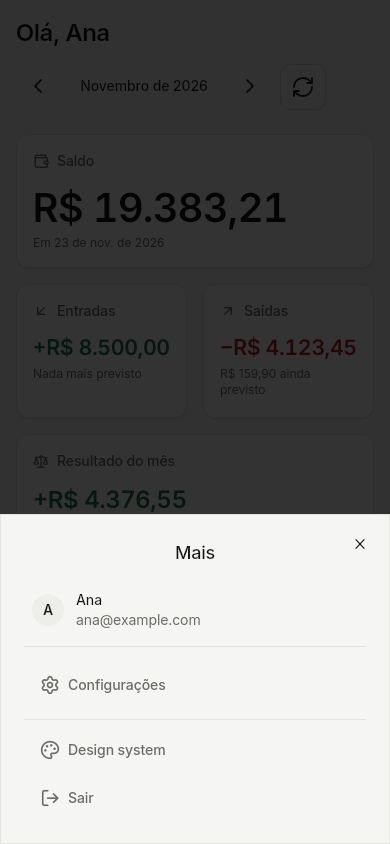 Olá, Ana
Novembro de 2026
Saldo
R$ 19.383,21
Em 23 de nov. de 2026
Entradas
+R$ 8.500,00
Nada mais previsto
Saídas
−R$ 4.123,45
R$ 159,90 ainda
previsto
Resultado do mês
+R$ 4.376,55
Mais
A
Ana
ana@example.com
Configurações
Design system
Sair